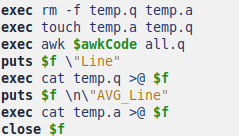 exec rm -f temp.q temp.a
exec touch temp.a temp.q
exec awk $awkCode all.q
puts $f \"Line"
exec cat temp.q >@ $f
puts $f \n\"AVG_Line"
exec cat temp.a >@ $f
close $f